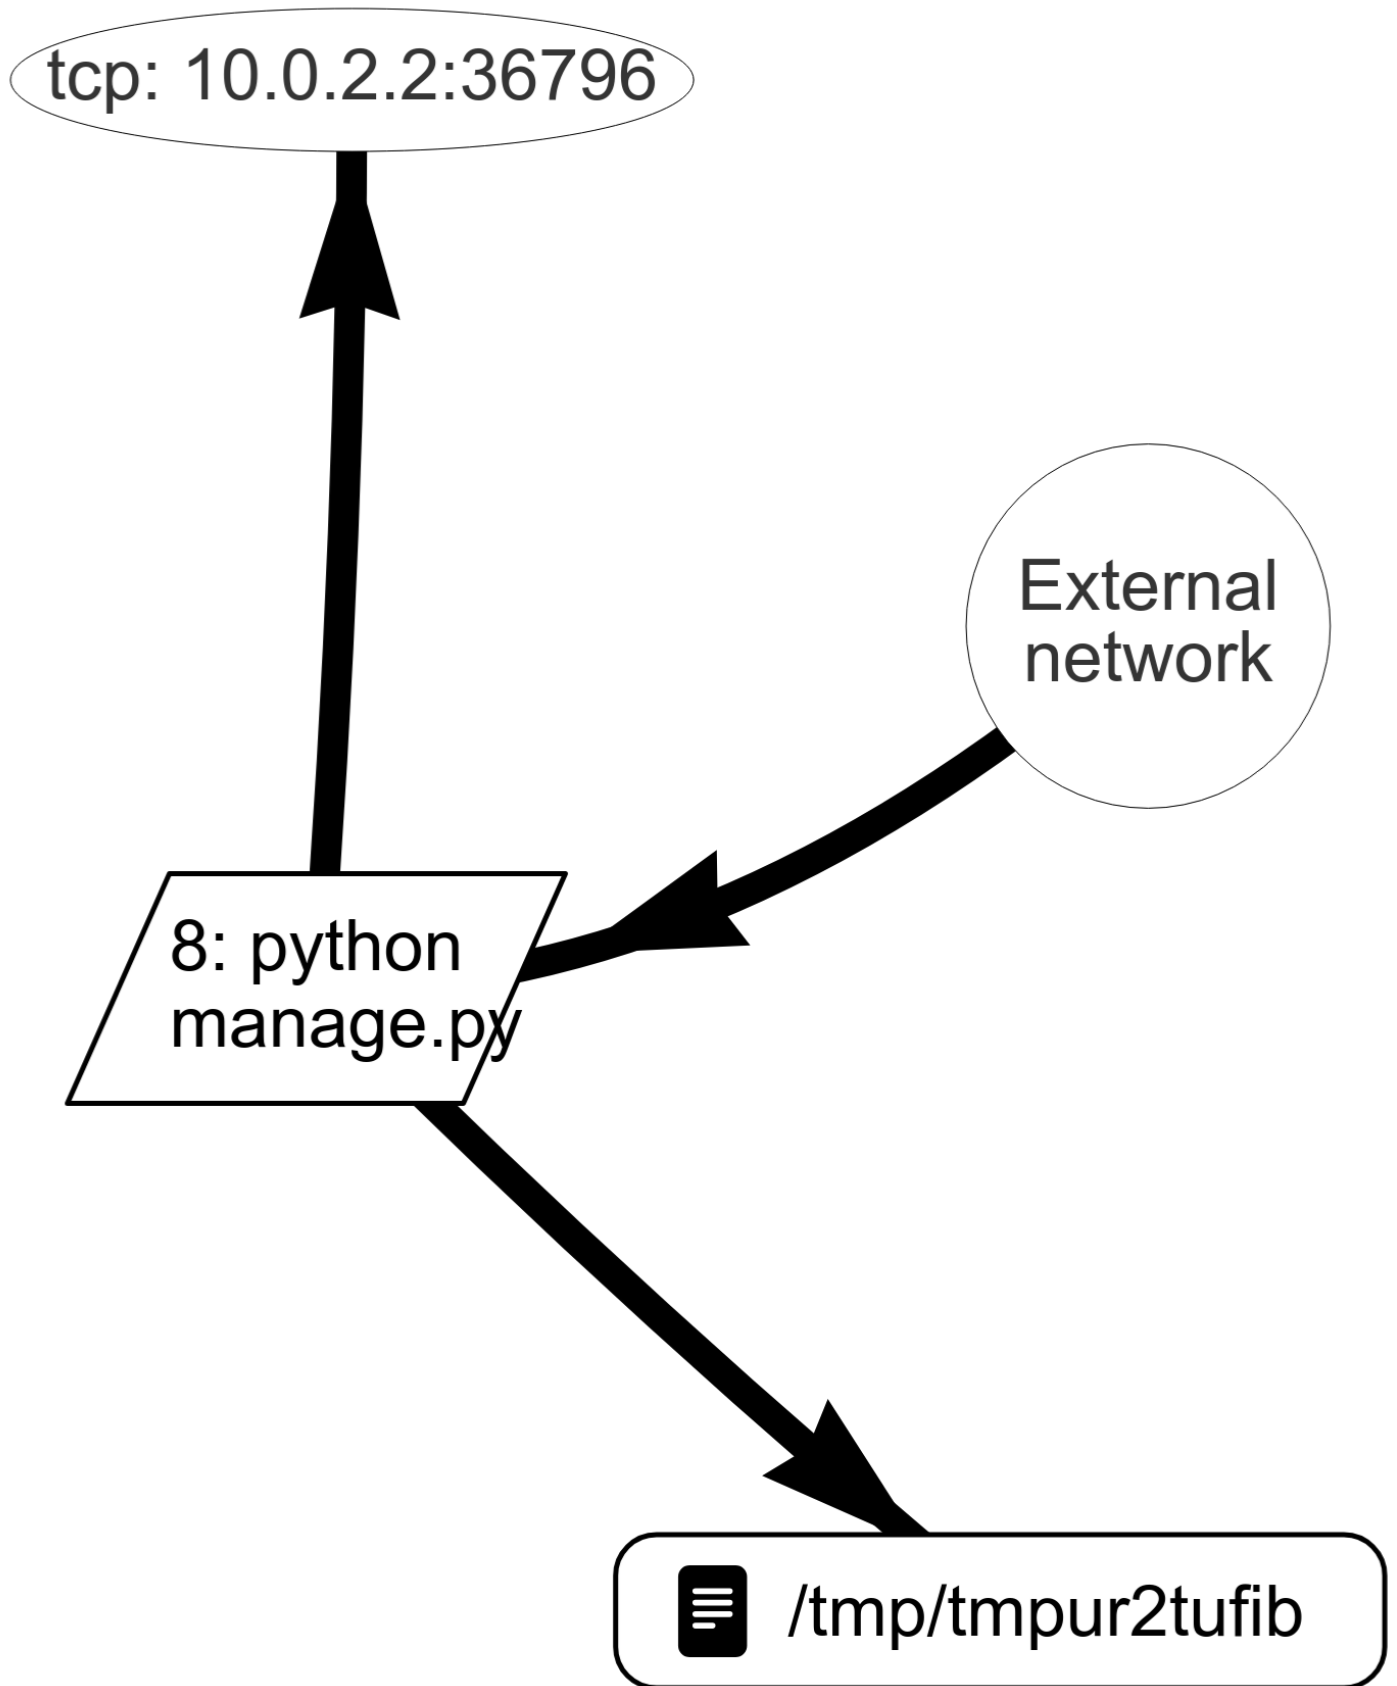 tcp: 10.0.2.2:36796
External
network
8: python
manage.py
/tmp/tmpur2tufib